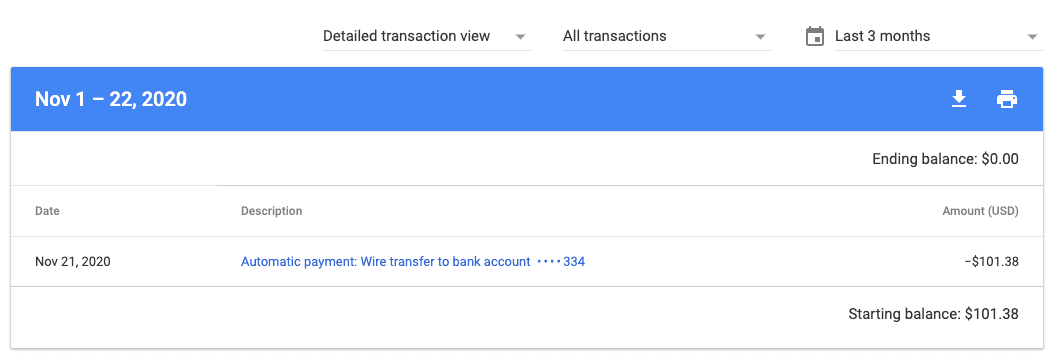 Detailed transaction view All transactions Last 3 months
Nov 1 – 22, 2020
Ending balance: $0.00
Date Description Amount (USD)
Nov 21, 2020 Automatic payment: Wire transfer to bank account •••• 334 −$101.38
Starting balance: $101.38